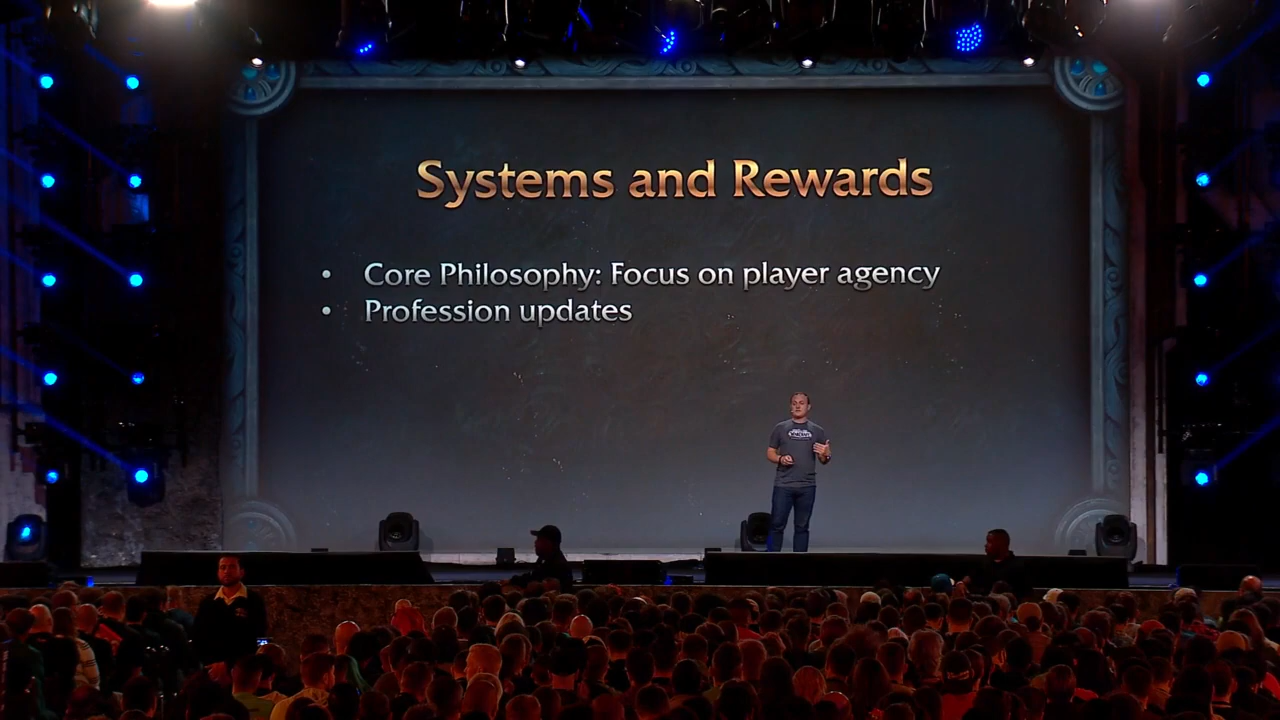 Systems and Rewards
• Core Philosophy: Focus on player agency
• Profession updates